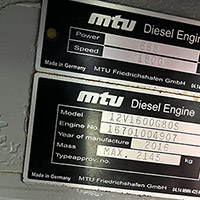 mtu Diesel Engine
Power 665
Speed 1800
Made in Germany
MTU Friedrichshafen GmbH
mtu Diesel Engine
Model 12V1600G80S
Engine No. 16701004907
Year of manufacture 2016
Mass MAX. 2145 kg
Typeapprov. no.
Made in Germany
MTU Friedrichshafen GmbH